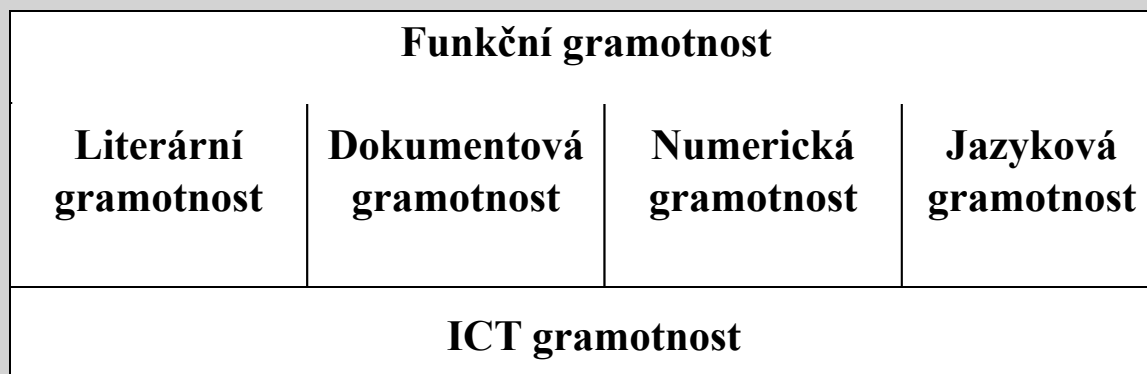 Funkční gramotnost
Literární
gramotnost
Dokumentová
gramotnost
Numerická
gramotnost
Jazyková
gramotnost
ICT gramotnost